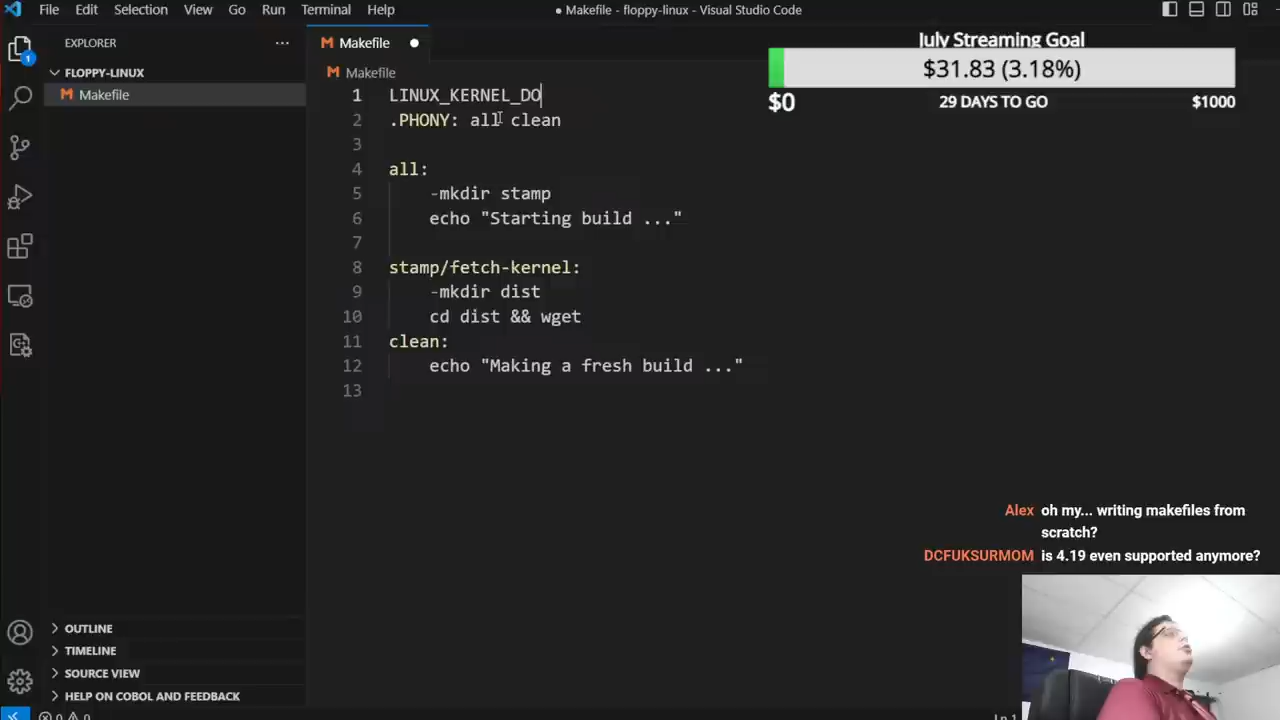 File Edit Selection View Go Run Terminal Help
● Makefile - floppy-linux - Visual Studio Code
EXPLORER ...
Makefile
July Streaming Goal
$31.83 (3.18%)
$0 29 DAYS TO GO $1000
FLOPPY-LINUX
Makefile
Makefile
1 LINUX_KERNEL_DO
2 .PHONY: all clean
3
4 all:
5 -mkdir stamp
6 echo "Starting build ..."
7
8 stamp/fetch-kernel:
9 -mkdir dist
10 cd dist && wget
11 clean:
12 echo "Making a fresh build ..."
13
Alex oh my... writing makefiles from
scratch?
DCFUKSURMOM is 4.19 even supported anymore?
OUTLINE
TIMELINE
SOURCE VIEW
HELP ON COBOL AND FEEDBACK
1